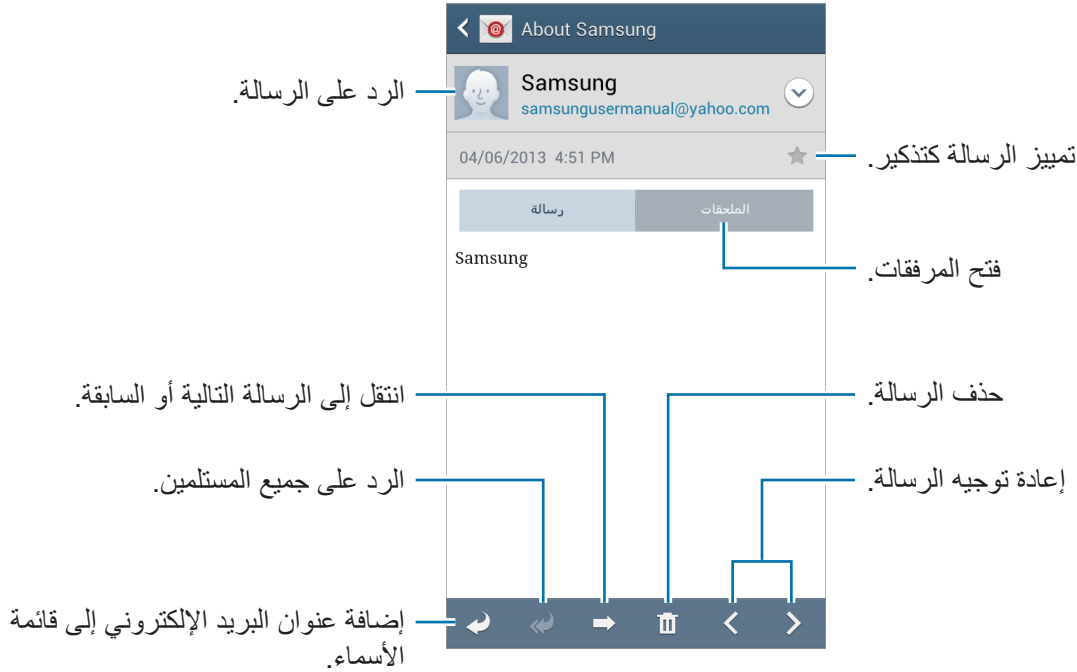 About Samsung
الرد على الرسالة.
Samsung
samsungusermanual@yahoo.com
تمييز الرسالة كتذكير.
04/06/2013 4:51 PM
رسالة
الملحقات
Samsung
فتح المرفقات.
انتقل إلى الرسالة التالية أو السابقة.
حذف الرسالة.
الرد على جميع المستلمين.
إعادة توجيه الرسالة.
إضافة عنوان البريد الإلكتروني إلى قائمة
الأسماء.